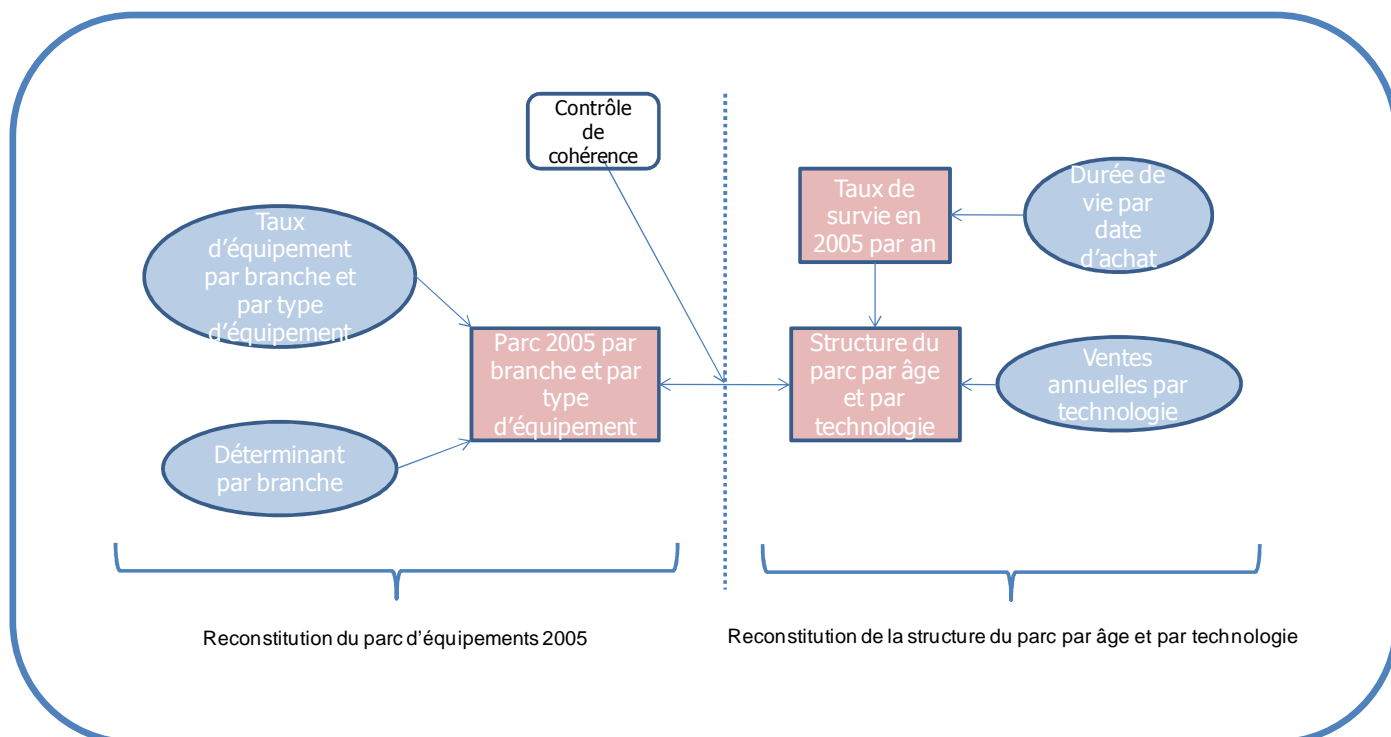 Contrôle
de
cohérence
Taux
d'équipement
par branche et
par type
d'équipement
Déterminant
par branche
Parc 2005 par
branche et par
type
d'équipement
Taux de
survie en
2005 par an
Durée de
vie par
date
d'achat
Structure du
parc par âge
et par
technologie
Ventes
annuelles par
technologie
Reconstitution du parc d'équipements 2005
Reconstitution de la structure du parc par âge et par technologie